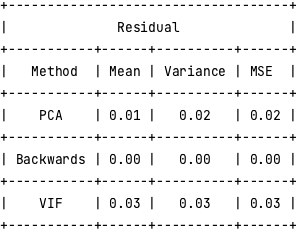 Residual
Method | Mean | Variance | MSE
PCA | 0.01 | 0.02 | 0.02
Backwards | 0.00 | 0.00 | 0.00
VIF | 0.03 | 0.03 | 0.03